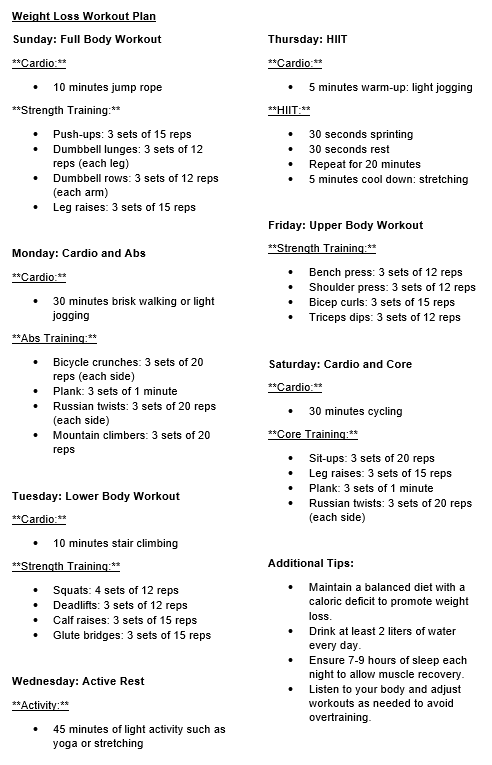 Weight Loss Workout Plan
Sunday: Full Body Workout
**Cardio:**
• 10 minutes jump rope
**Strength Training:**
• Push-ups: 3 sets of 15 reps
• Dumbbell lunges: 3 sets of 12
reps (each leg)
• Dumbbell rows: 3 sets of 12 reps
(each arm)
• Leg raises: 3 sets of 15 reps
Monday: Cardio and Abs
**Cardio:**
• 30 minutes brisk walking or light
jogging
**Abs Training:**
• Bicycle crunches: 3 sets of 20
reps (each side)
• Plank: 3 sets of 1 minute
• Russian twists: 3 sets of 20 reps
(each side)
• Mountain climbers: 3 sets of 20
reps
Tuesday: Lower Body Workout
**Cardio:**
• 10 minutes stair climbing
**Strength Training:**
• Squats: 4 sets of 12 reps
• Deadlifts: 3 sets of 12 reps
• Calf raises: 3 sets of 15 reps
• Glute bridges: 3 sets of 15 reps
Wednesday: Active Rest
**Activity:**
• 45 minutes of light activity such as
yoga or stretching
Thursday: HIIT
**Cardio:**
• 5 minutes warm-up: light jogging
**HIIT:**
• 30 seconds sprinting
• 30 seconds rest
• Repeat for 20 minutes
• 5 minutes cool down: stretching
Friday: Upper Body Workout
**Strength Training:**
• Bench press: 3 sets of 12 reps
• Shoulder press: 3 sets of 12 reps
• Bicep curls: 3 sets of 15 reps
• Triceps dips: 3 sets of 12 reps
Saturday: Cardio and Core
**Cardio:**
• 30 minutes cycling
**Core Training:**
• Sit-ups: 3 sets of 20 reps
• Leg raises: 3 sets of 15 reps
• Plank: 3 sets of 1 minute
• Russian twists: 3 sets of 20 reps
(each side)
Additional Tips:
• Maintain a balanced diet with a
caloric deficit to promote weight
loss.
• Drink at least 2 liters of water
every day.
• Ensure 7-9 hours of sleep each
night to allow muscle recovery.
• Listen to your body and adjust
workouts as needed to avoid
overtraining.